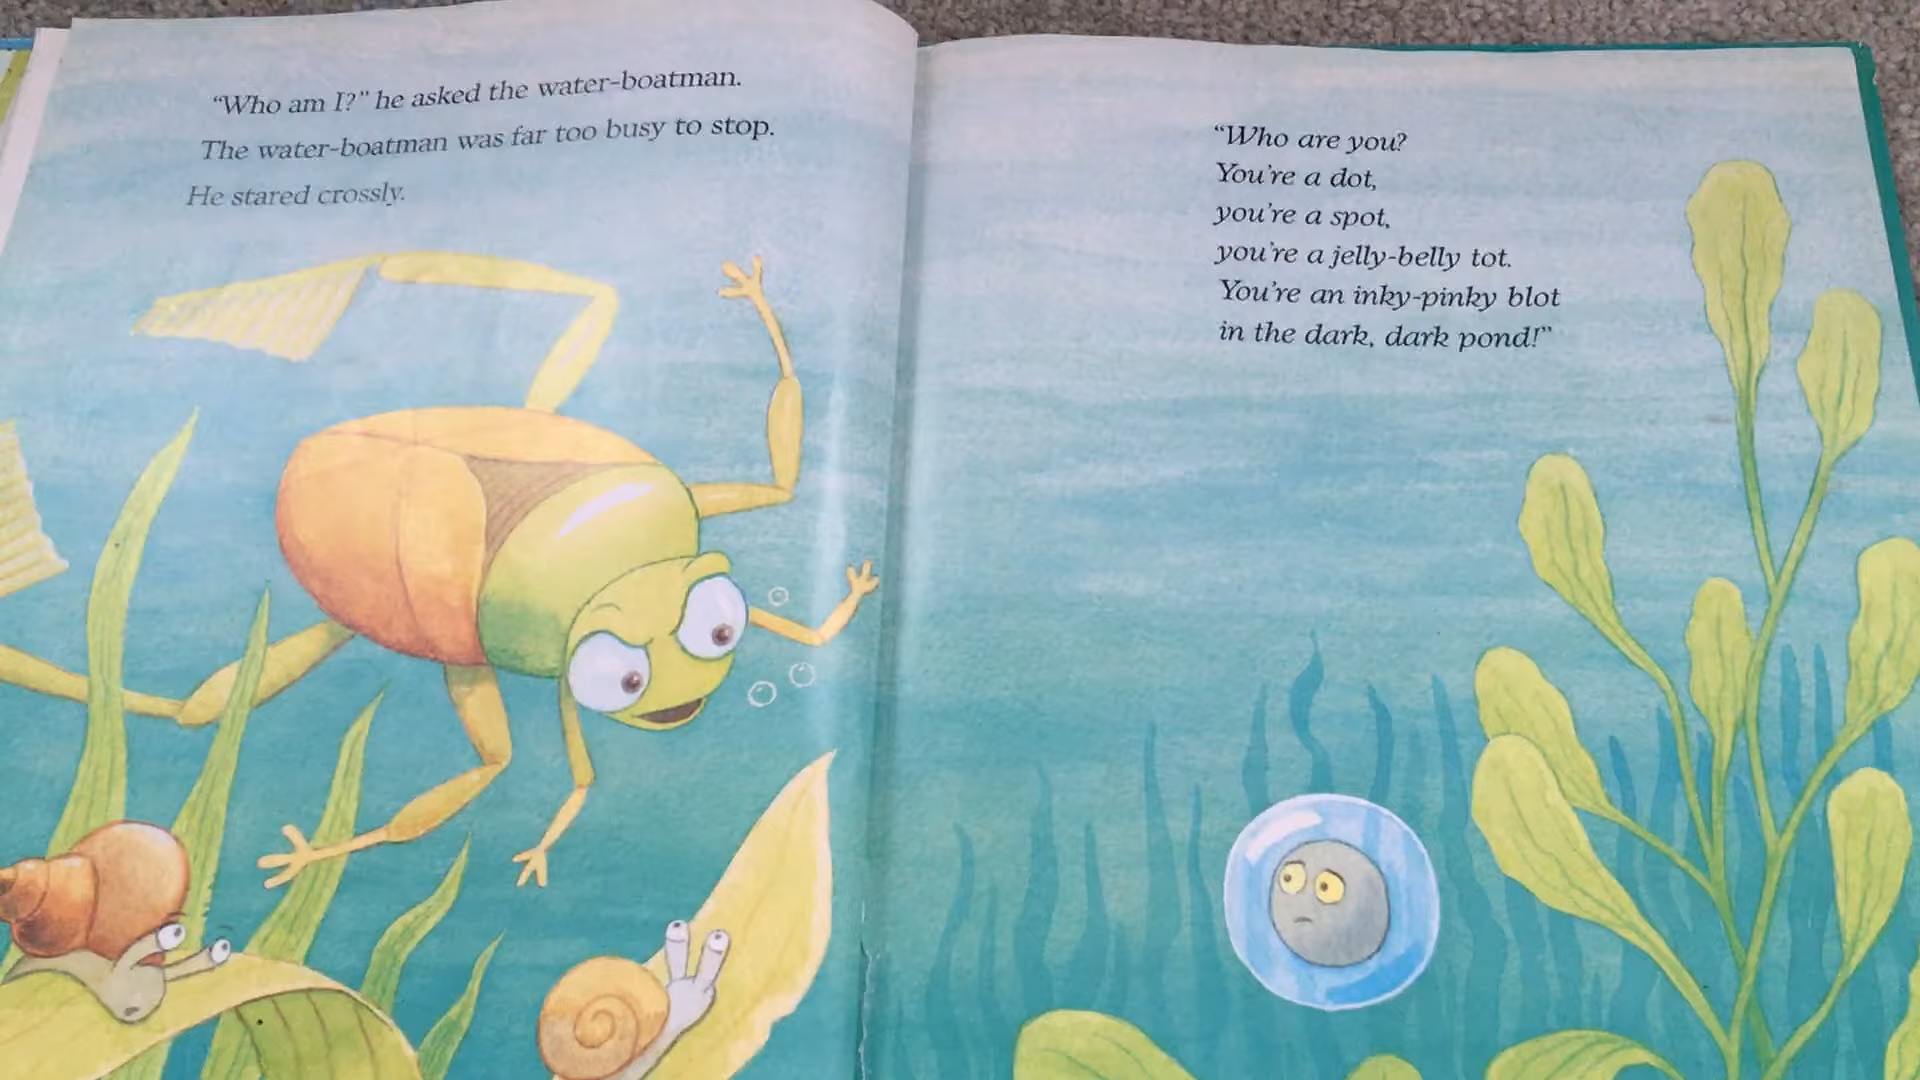 “Who am I?” he asked the water-boatman.
The water-boatman was far too busy to stop.
He stared crossly.
“Who are you?
You’re a dot,
you’re a spot,
you’re a jelly-belly tot.
You’re an inky-pinky blot
in the dark, dark pond!”